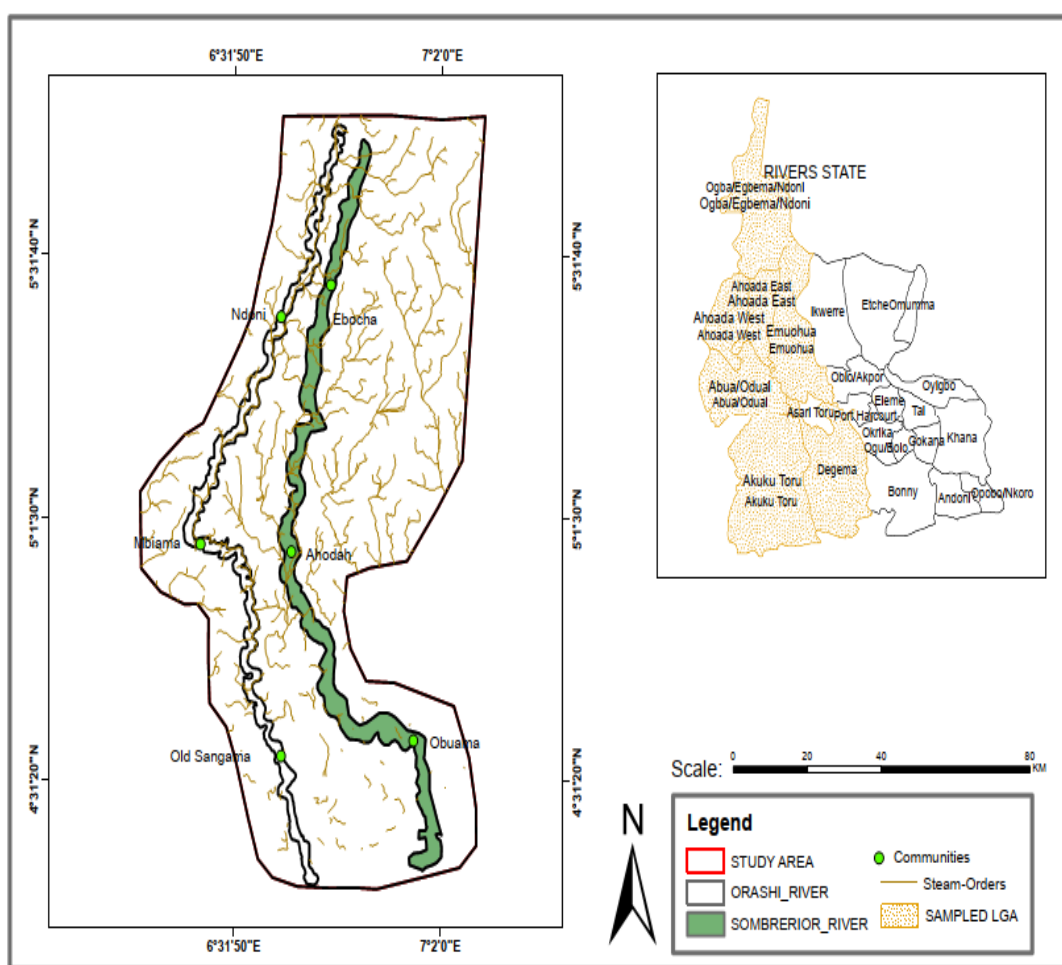 6°31'50"E
7°2'0"E
5°31'40"N
5°31'40"N
5°1'30"N
5°1'30"N
4°31'20"N
4°31'20"N
6°31'50"E
7°2'0"E
Ndoni
Ebocha
Mbiama
Ahodah
Old Sangama
Obuama
RIVERS STATE
Ogba/Egbema/Ndoni
Ogba/Egbema/Ndoni
Ahoada East
Ahoada East
Ikwerre
Etche
Omumma
Ahoada West
Ahoada West
Emuohua
Emuohua
Obio/Akpor
Oyigbo
Abua/Odual
Abua/Odual
Eleme
Asari Toru
Port Harcourt
Tai
Okrika
Ogu/Bolo
Gokana
Khana
Akuku Toru
Akuku Toru
Degema
Bonny
Andoni
Opobo/Nkoro
Scale:
0
20
40
60
80
KM
N
Legend
STUDY AREA
ORASHI_RIVER
SOMBRERIOR_RIVER
Communities
Steam-Orders
SAMPLED LGA